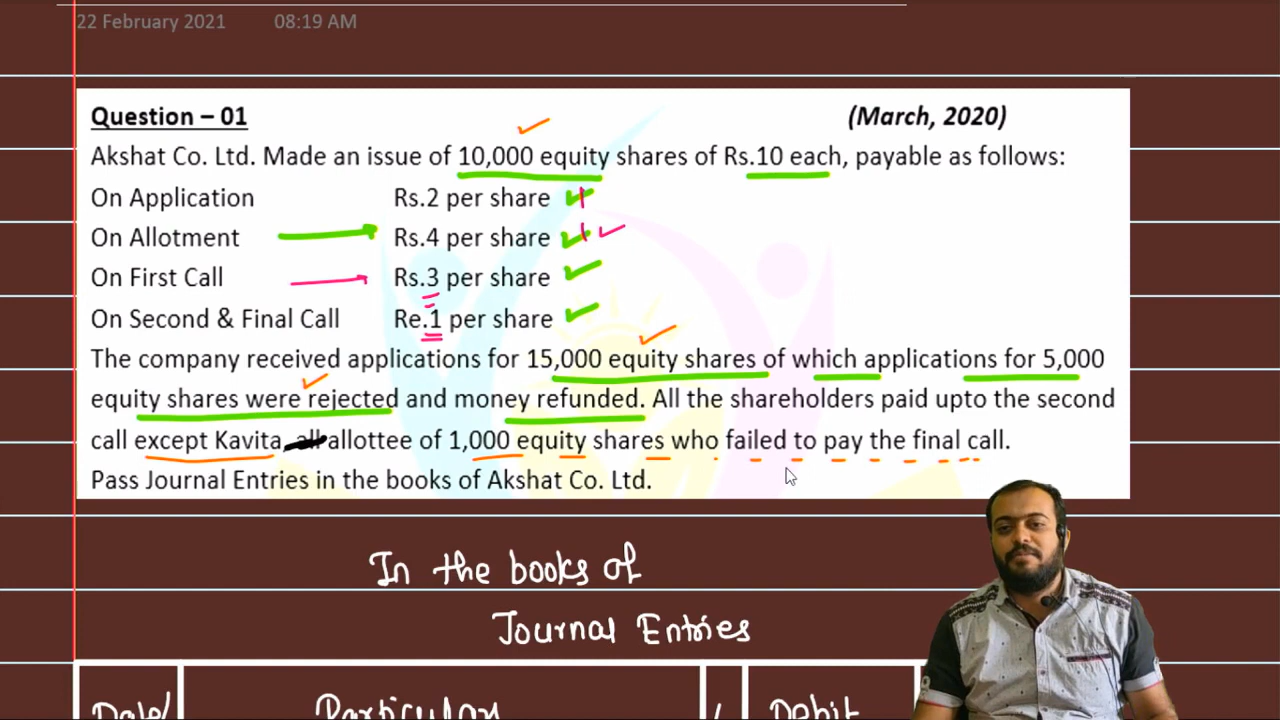 22 February 2021 08:19 AM
Question – 01 (March, 2020)
Akshat Co. Ltd. Made an issue of 10,000 equity shares of Rs.10 each, payable as follows:
On Application Rs.2 per share
On Allotment Rs.4 per share
On First Call Rs.3 per share
On Second & Final Call Re.1 per share
The company received applications for 15,000 equity shares of which applications for 5,000
equity shares were rejected and money refunded. All the shareholders paid upto the second
call except Kavita, allottee of 1,000 equity shares who failed to pay the final call.
Pass Journal Entries in the books of Akshat Co. Ltd.
In the books of
Journal Entries
Date/ Particular Debit